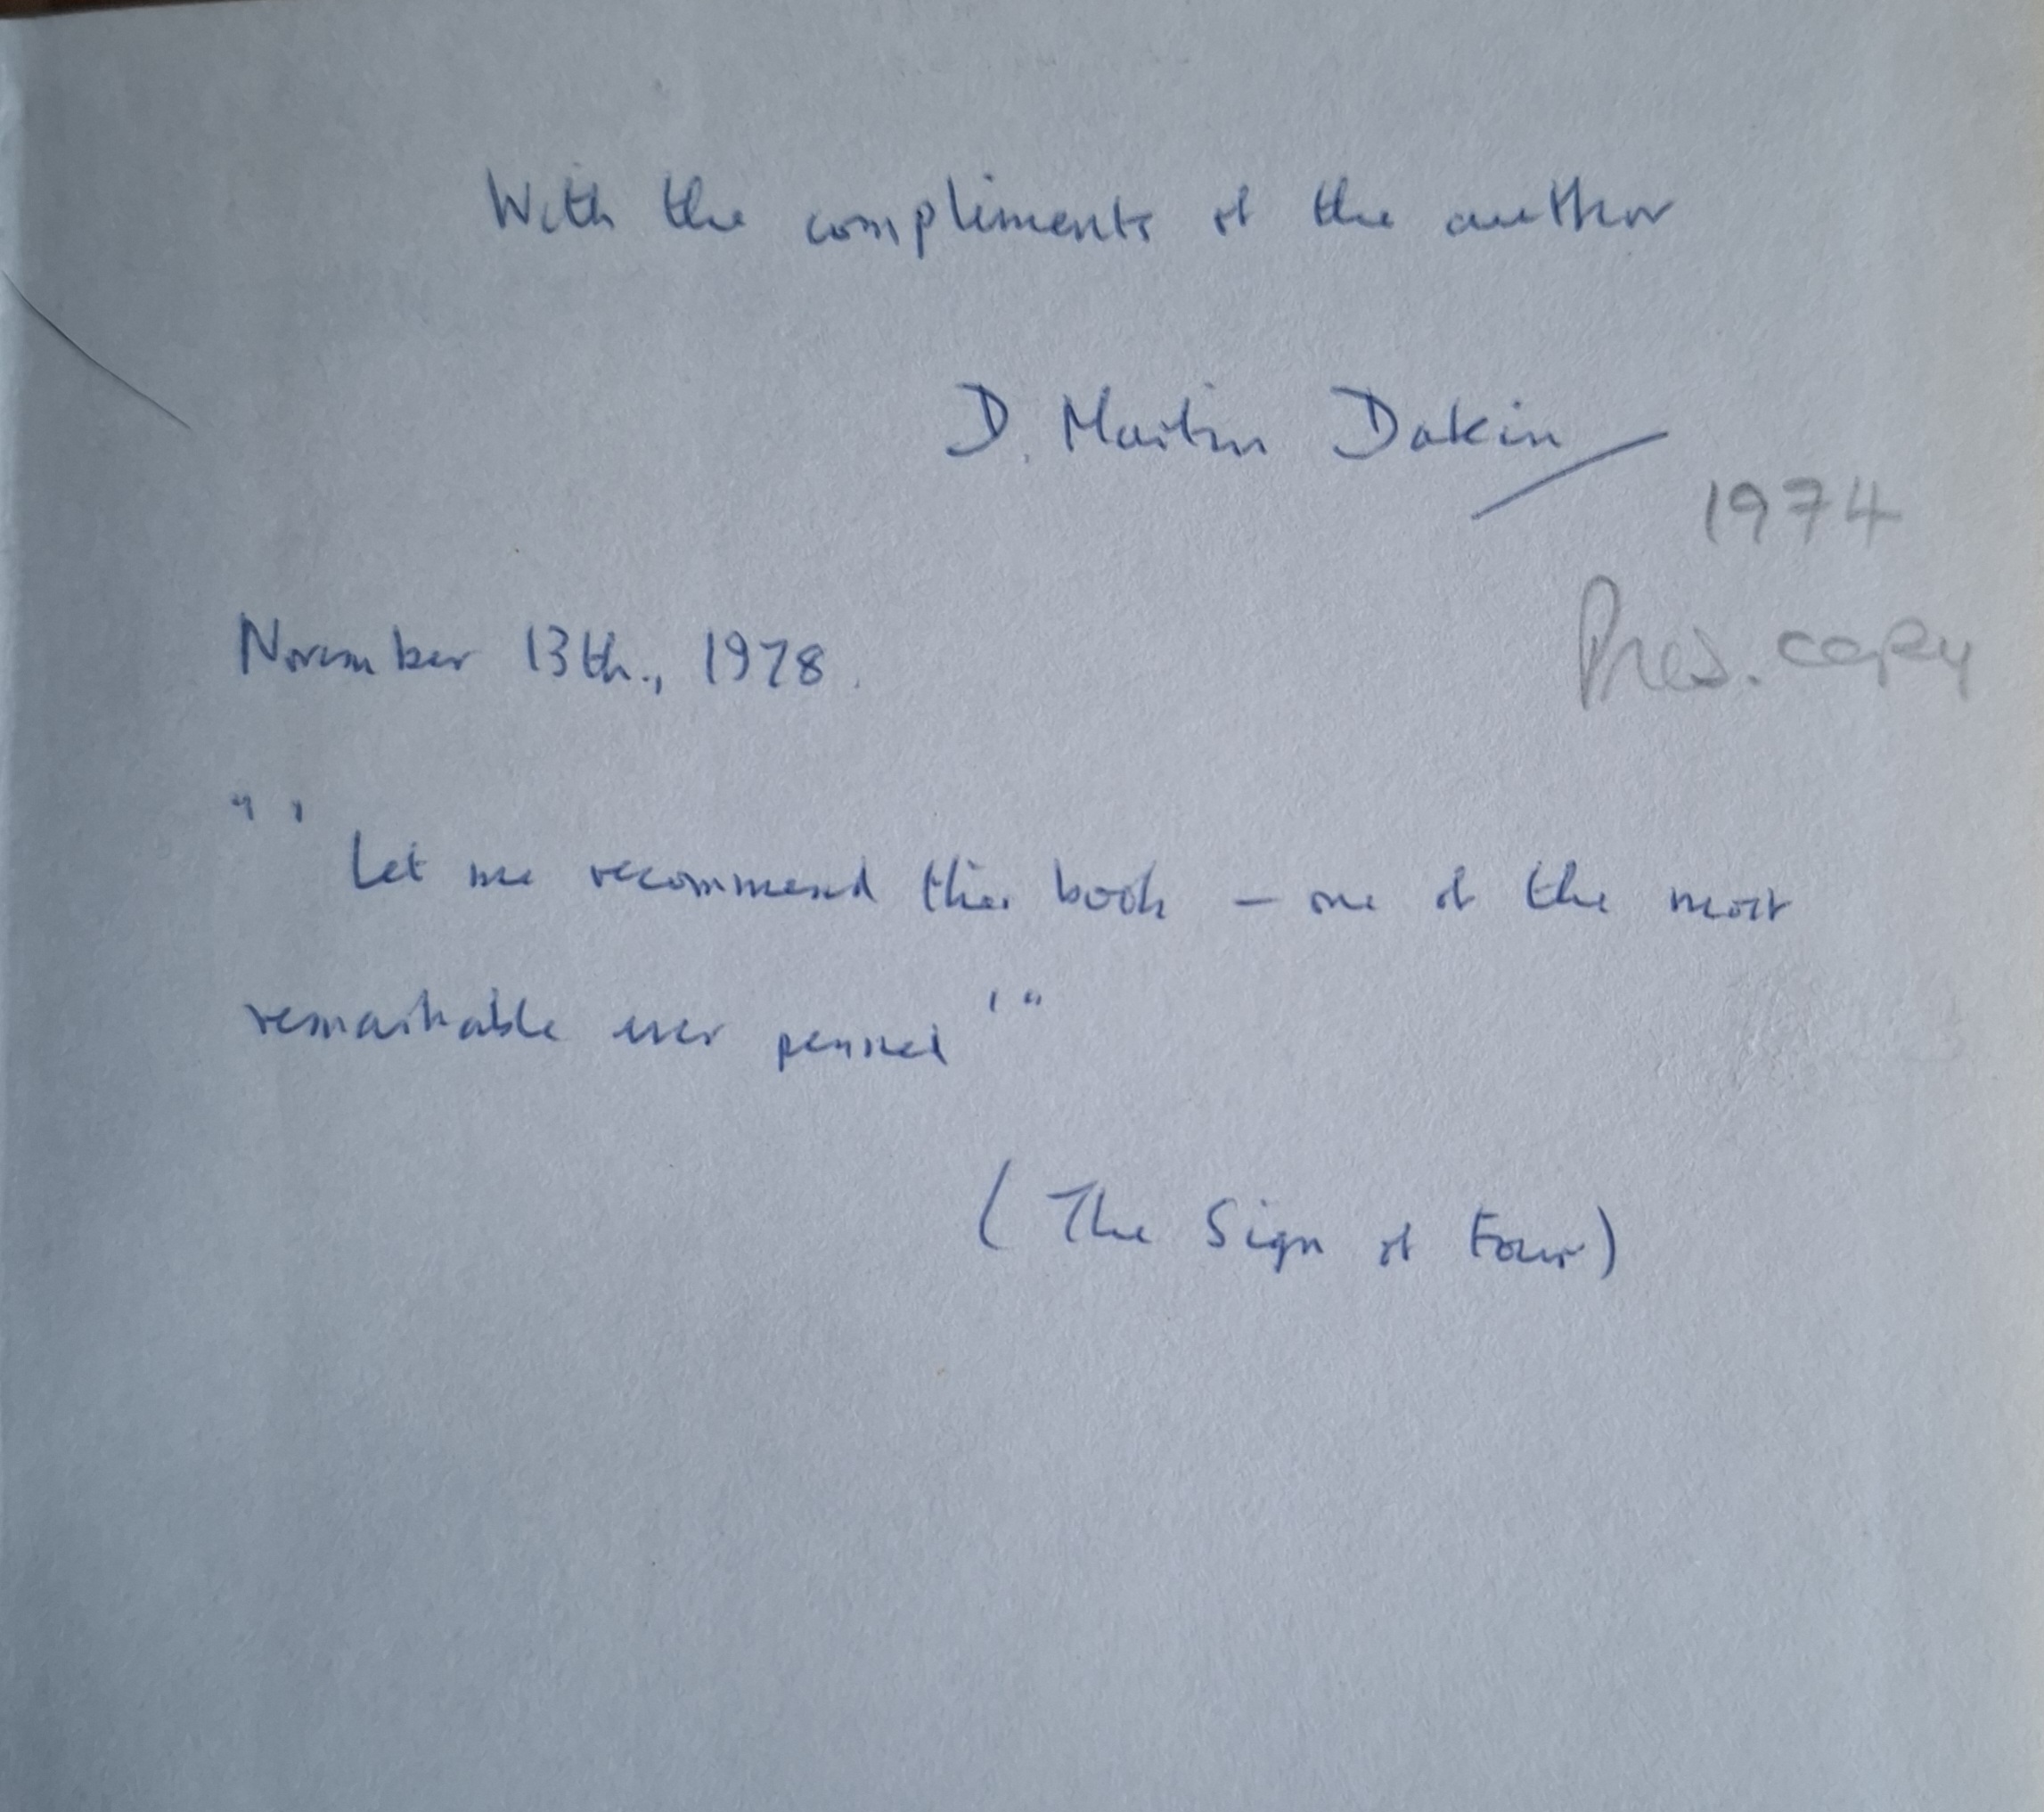 With the compliments of the author
D. Martin Dakin
1974
November 13th., 1978.
Pres. copy
"'Let me recommend this book – one of the most
remarkable ever penned'"
(The Sign of Four)